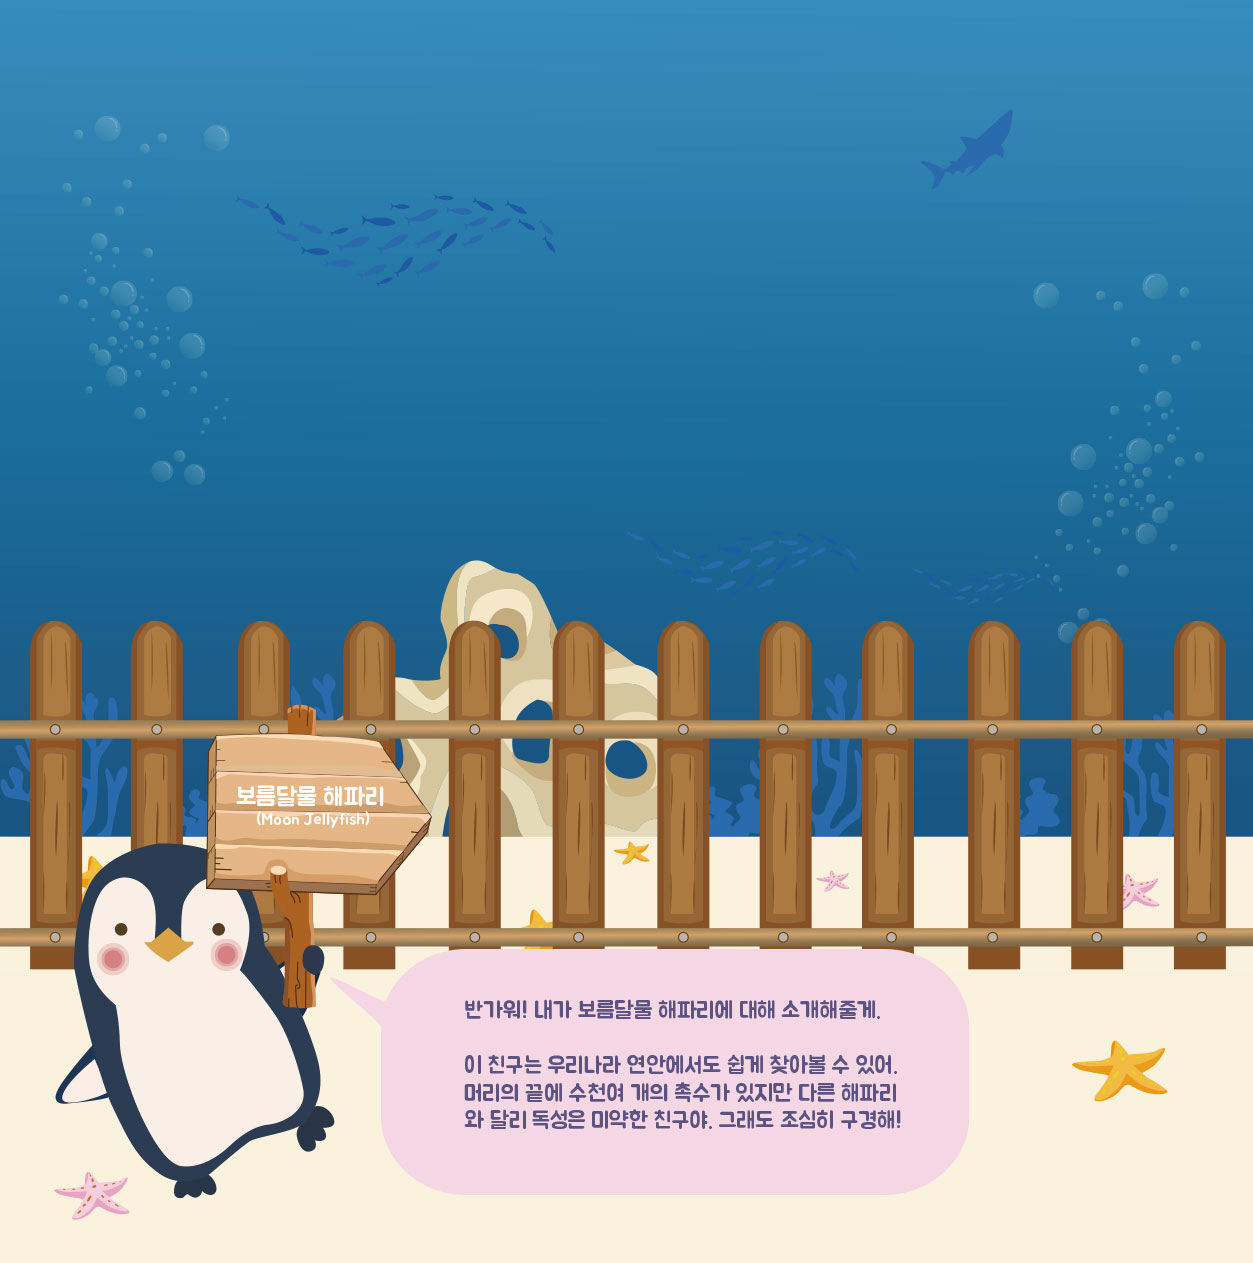 보름달물 해파리
(Moon Jellyfish)
반가워! 내가 보름달물 해파리에 대해 소개해줄게.
이 친구는 우리나라 연안에서도 쉽게 찾아볼 수 있어.
머리의 끝에 수천여 개의 촉수가 있지만 다른 해파리
와 달리 독성은 미약한 친구야. 그래도 조심히 구경해!